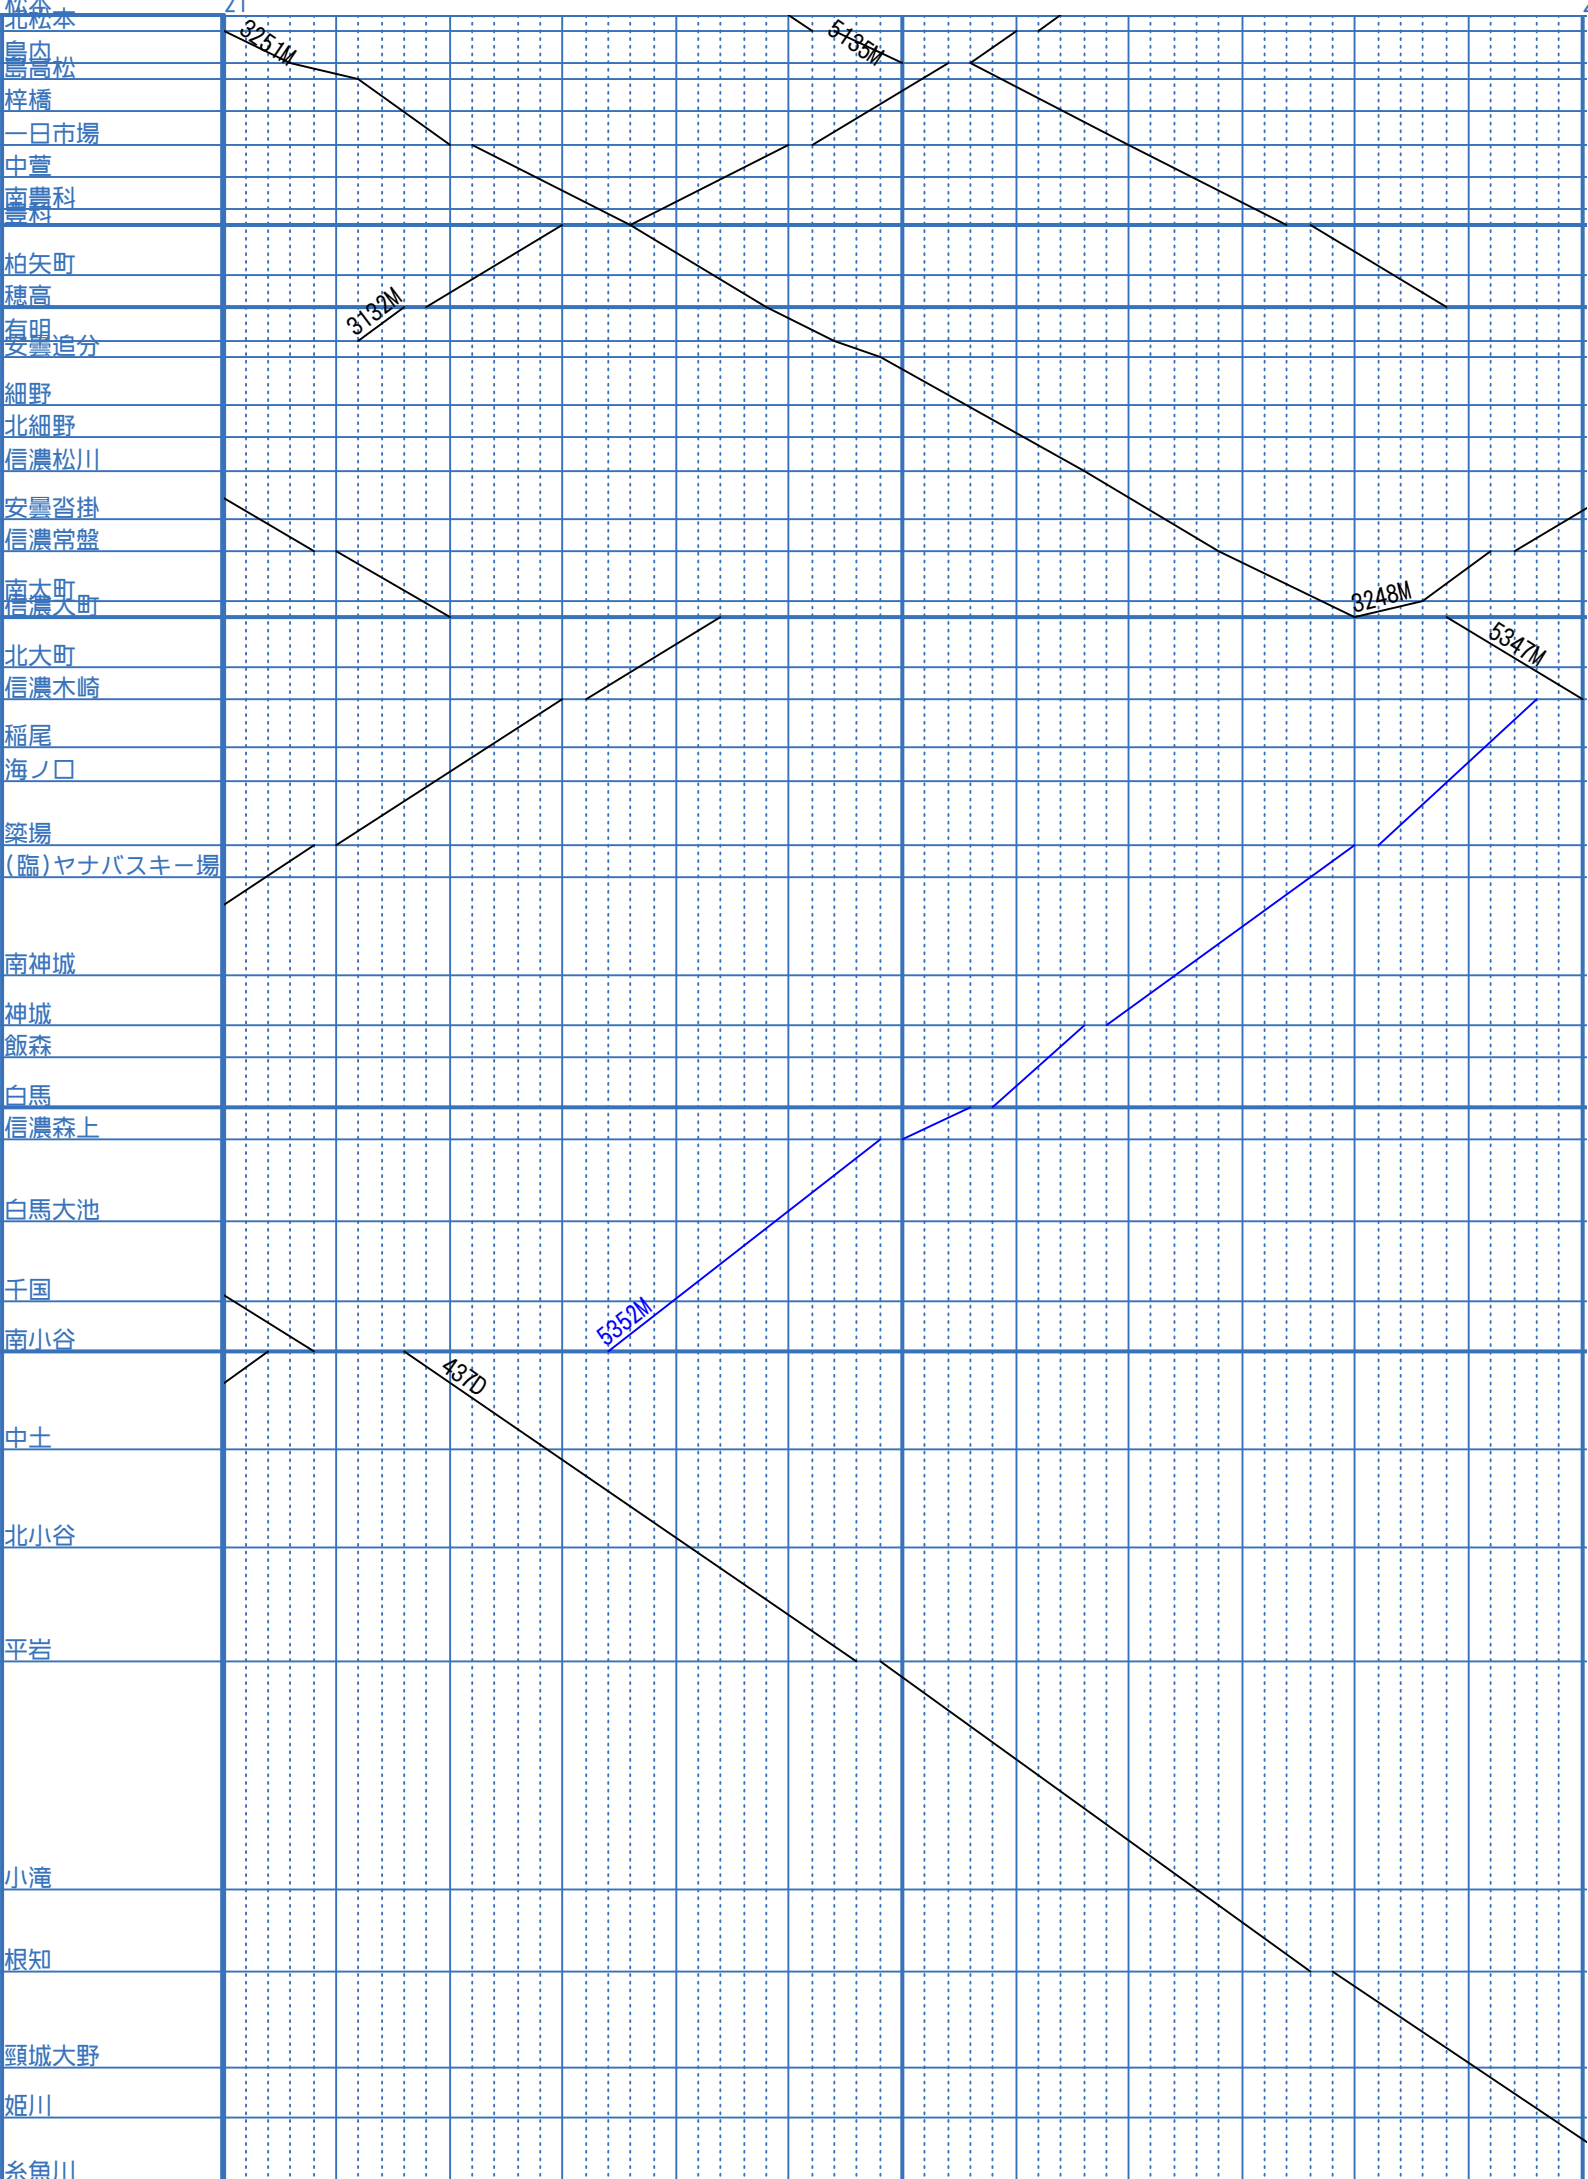 松本
21
北松本
島内
島高松
梓橋
一日市場
中萱
南豊科
豊科
柏矢町
穂高
有明
安曇追分
細野
北細野
信濃松川
安曇沓掛
信濃常盤
南大町
信濃大町
北大町
信濃木崎
稲尾
海ノ口
簗場
(臨)ヤナバスキー場
南神城
神城
飯森
白馬
信濃森上
白馬大池
千国
南小谷
中土
北小谷
平岩
小滝
根知
頸城大野
姫川
糸魚川
3251M
5135M
3132M
3248M
5347M
5352M
437D